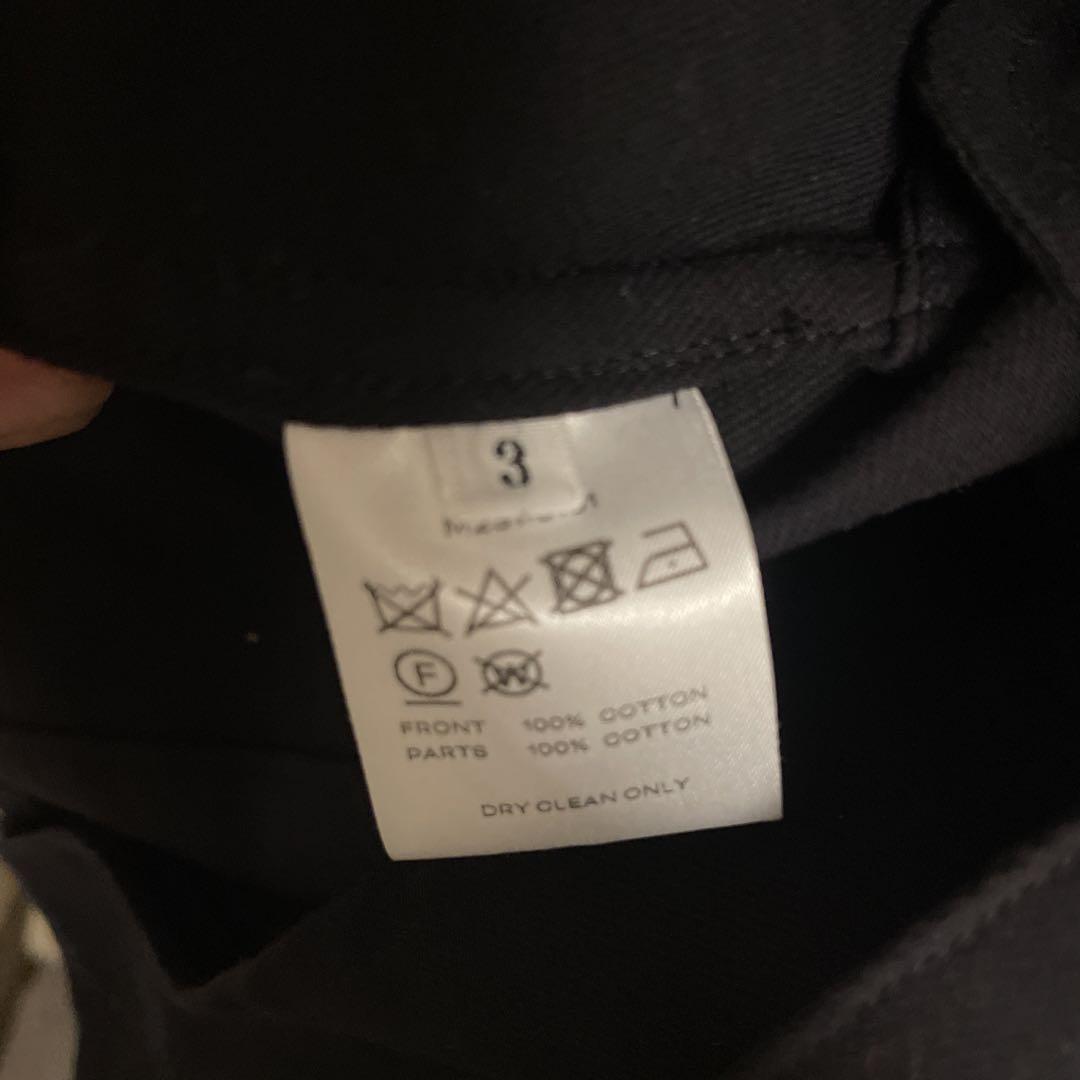 3
F
W
FRONT 100% COTTON
PARTS 100% COTTON
DRY CLEAN ONLY